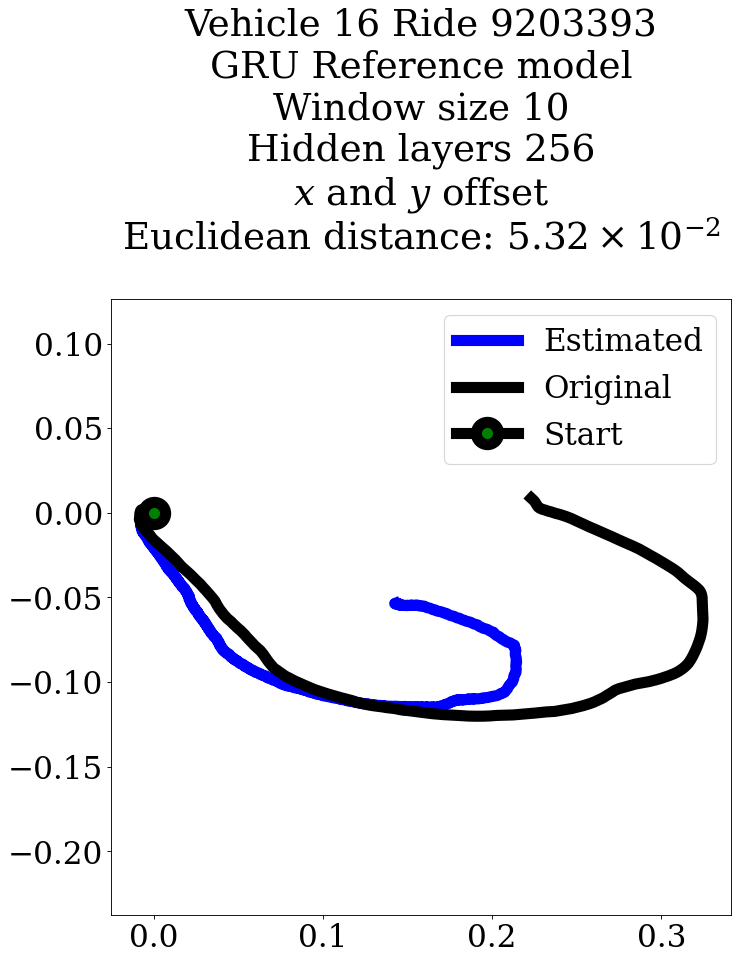 Vehicle 16 Ride 9203393
GRU Reference model
Window size 10
Hidden layers 256
x and y offset
Euclidean distance: 5.32 × 10⁻²
Estimated
Original
Start
0.10
0.05
0.00
−0.05
−0.10
−0.15
−0.20
0.0 0.1 0.2 0.3